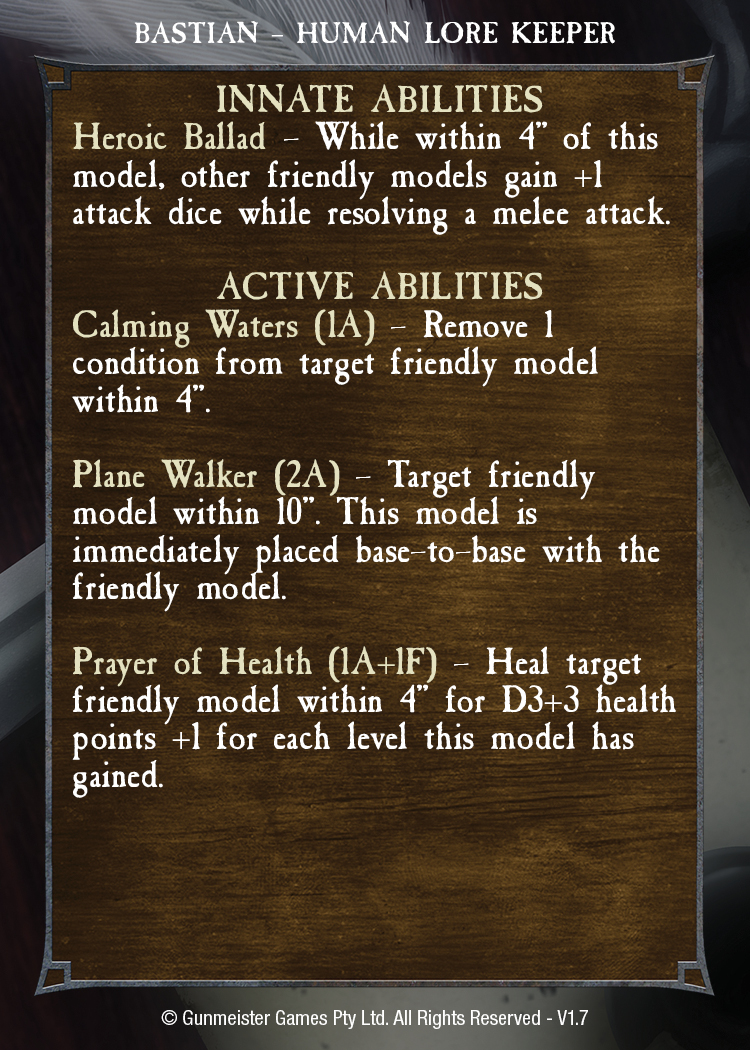 BASTIAN – HUMAN LORE KEEPER
INNATE ABILITIES
Heroic Ballad – While within 4” of this
model, other friendly models gain +1
attack dice while resolving a melee attack.
ACTIVE ABILITIES
Calming Waters (1A) – Remove 1
condition from target friendly model
within 4”.
Plane Walker (2A) – Target friendly
model within 10”. This model is
immediately placed base-to-base with the
friendly model.
Prayer of Health (1A+1F) – Heal target
friendly model within 4” for D3+3 health
points +1 for each level this model has
gained.
© Gunmeister Games Pty Ltd. All Rights Reserved - V1.7